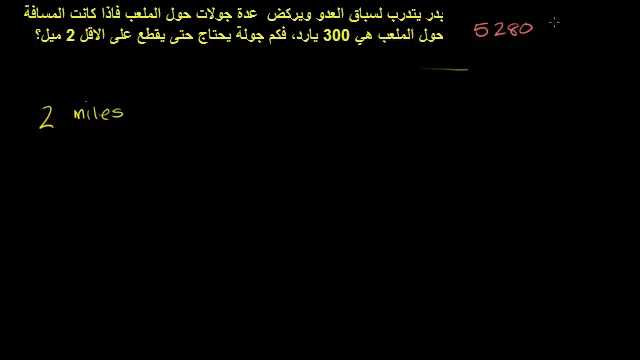 بدر يتدرب لسباق العدو ويركض عدة جولات حول الملعب فاذا كانت المسافة
حول الملعب هي 300 يارد، فكم جولة يحتاج حتى يقطع على الاقل 2 ميل؟
5280
2 miles